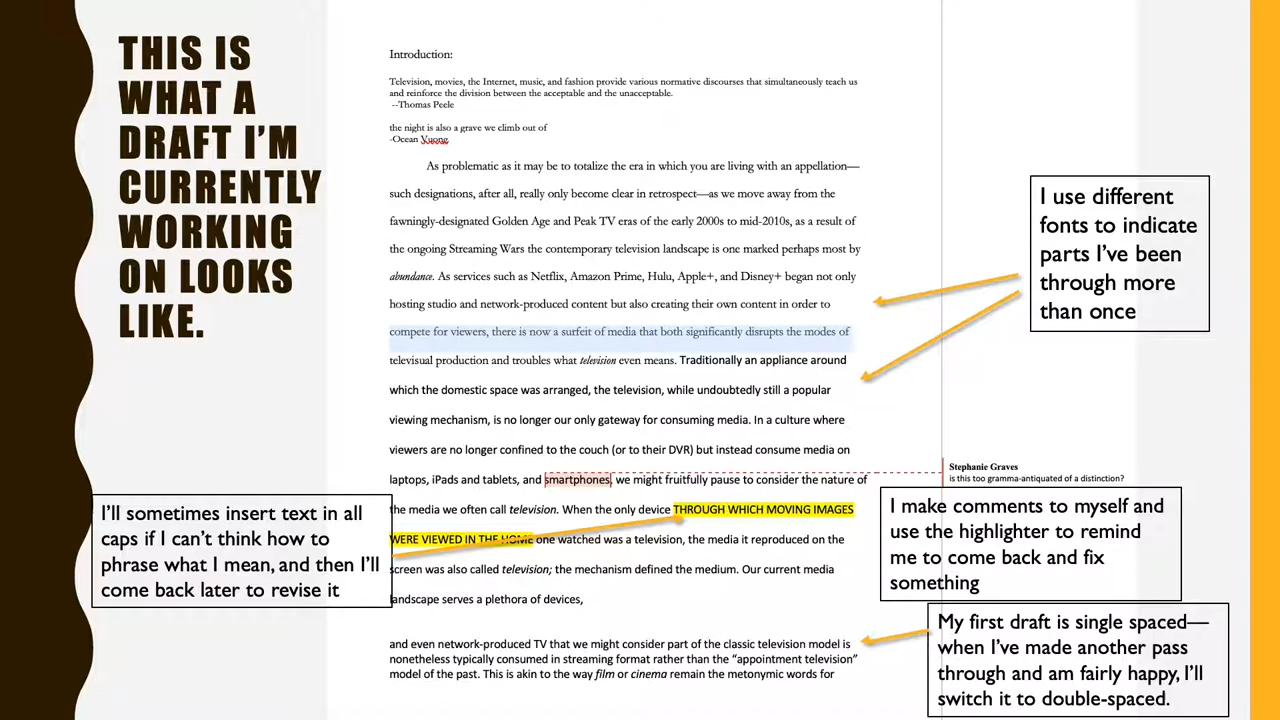 THIS IS
WHAT A
DRAFT I'M
CURRENTLY
WORKING
ON LOOKS
LIKE.
Introduction:
Television, movies, the Internet, music, and fashion provide various normative discourses that simultaneously teach us
and reinforce the division between the acceptable and the unacceptable.
--Thomas Peele
the night is also a grave we climb out of
-Ocean Vuong
As problematic as it may be to totalize the era in which you are living with an appellation—
such designations, after all, really only become clear in retrospect—as we move away from the
fawningly-designated Golden Age and Peak TV eras of the early 2000s to mid-2010s, as a result of
the ongoing Streaming Wars the contemporary television landscape is one marked perhaps most by
abundance. As services such as Netflix, Amazon Prime, Hulu, Apple+, and Disney+ began not only
hosting studio and network-produced content but also creating their own content in order to
compete for viewers, there is now a surfeit of media that both significantly disrupts the modes of
televisual production and troubles what television even means. Traditionally an appliance around
which the domestic space was arranged, the television, while undoubtedly still a popular
viewing mechanism, is no longer our only gateway for consuming media. In a culture where
viewers are no longer confined to the couch (or to their DVR) but instead consume media on
laptops, iPads and tablets, and smartphones, we might fruitfully pause to consider the nature of
the media we often call television. When the only device THROUGH WHICH MOVING IMAGES
WERE VIEWED IN THE HOME one watched was a television, the media it reproduced on the
screen was also called television; the mechanism defined the medium. Our current media
landscape serves a plethora of devices,
and even network-produced TV that we might consider part of the classic television model is
nonetheless typically consumed in streaming format rather than the “appointment television”
model of the past. This is akin to the way film or cinema remain the metonymic words for
I use different
fonts to indicate
parts I've been
through more
than once
Stephanie Graves
is this too gramma-antiquated of a distinction?
I'll sometimes insert text in all
caps if I can't think how to
phrase what I mean, and then I'll
come back later to revise it
I make comments to myself and
use the highlighter to remind
me to come back and fix
something
My first draft is single spaced—
when I've made another pass
through and am fairly happy, I'll
switch it to double-spaced.